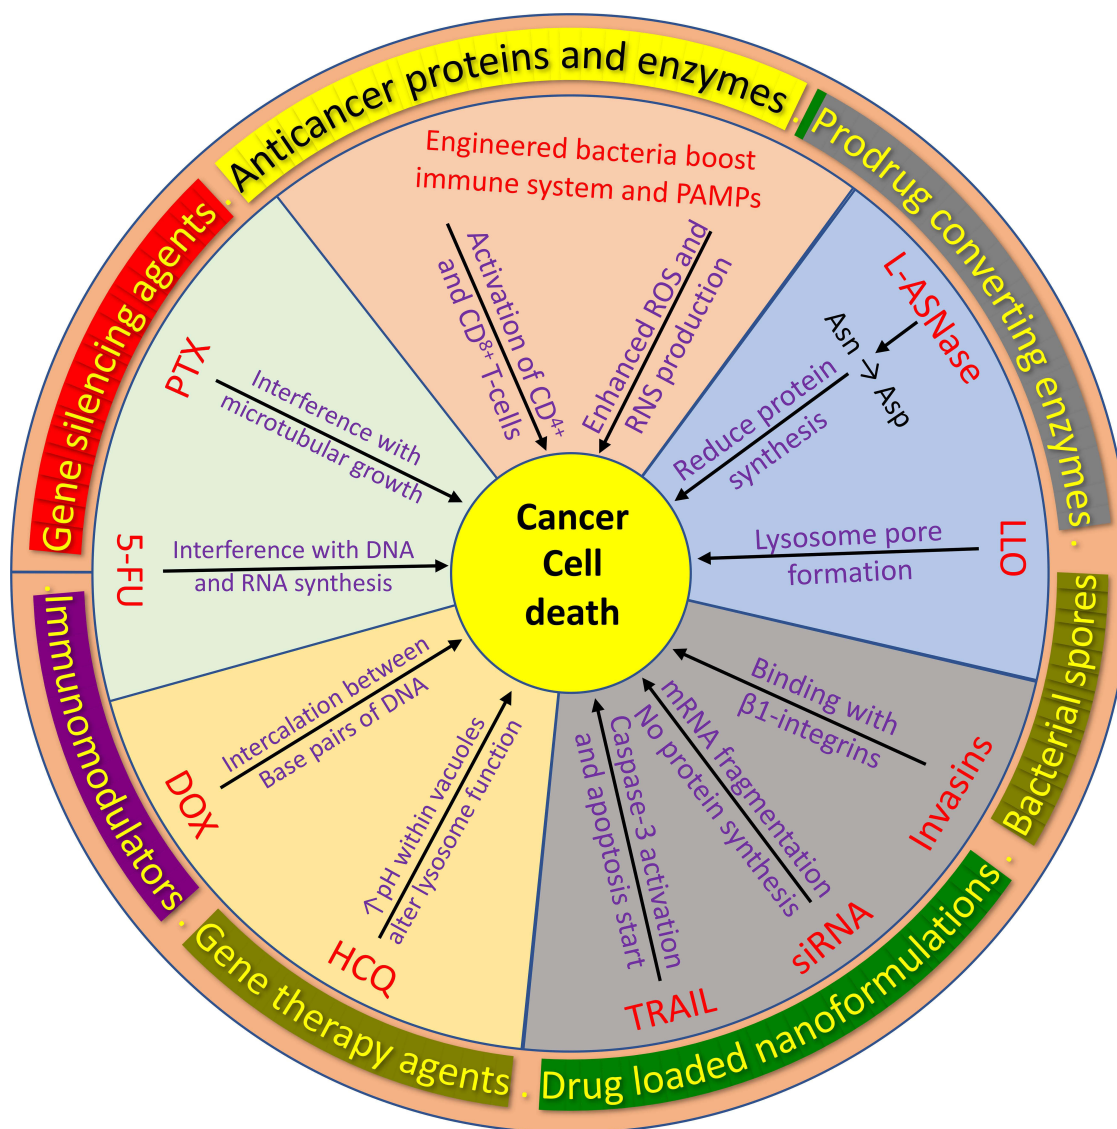 Anticancer proteins and enzymes
.
Prodrug converting enzymes
.
Bacterial spores
.
Drug loaded nanoformulations
.
Gene therapy agents
.
Immunomodulators
.
Gene silencing agents
.
Engineered bacteria boost
immune system and PAMPs
Activation of CD4+
and CD8+ T-cells
Enhanced ROS and
RNS production
L-ASNase
Asn → Asp
Reduce protein
synthesis
LLO
Lysosome pore
formation
Invasins
Binding with
β1-integrins
siRNA
mRNA fragmentation
No protein synthesis
TRAIL
Caspase-3 activation
and apoptosis start
HCQ
↑pH within vacuoles
alter lysosome function
DOX
Intercalation between
Base pairs of DNA
5-FU
Interference with DNA
and RNA synthesis
PTX
Interference with
microtubular growth
Cancer
Cell
death